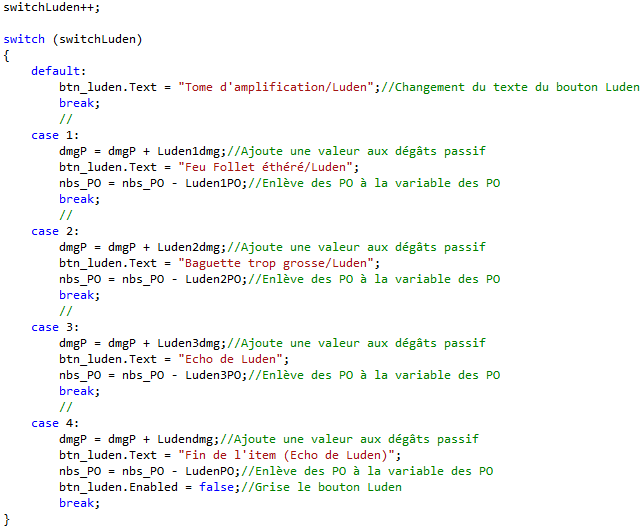 switchLuden++;
switch (switchLuden)
{
default:
btn_luden.Text = "Tome d'amplification/Luden";//Changement du texte du bouton Luden
break;
//
case 1:
dmgP = dmgP + Luden1dmg;//Ajoute une valeur aux dégâts passif
btn_luden.Text = "Feu Follet éthéré/Luden";
nbs_PO = nbs_PO - Luden1PO;//Enlève des PO à la variable des PO
break;
//
case 2:
dmgP = dmgP + Luden2dmg;//Ajoute une valeur aux dégâts passif
btn_luden.Text = "Baguette trop grosse/Luden";
nbs_PO = nbs_PO - Luden2PO;//Enlève des PO à la variable des PO
break;
//
case 3:
dmgP = dmgP + Luden3dmg;//Ajoute une valeur aux dégâts passif
btn_luden.Text = "Echo de Luden";
nbs_PO = nbs_PO - Luden3PO;//Enlève des PO à la variable des PO
break;
//
case 4:
dmgP = dmgP + Ludendmg;//Ajoute une valeur aux dégâts passif
btn_luden.Text = "Fin de l'item (Echo de Luden)";
nbs_PO = nbs_PO - LudenPO;//Enlève des PO à la variable des PO
btn_luden.Enabled = false;//Grise le bouton Luden
break;
}